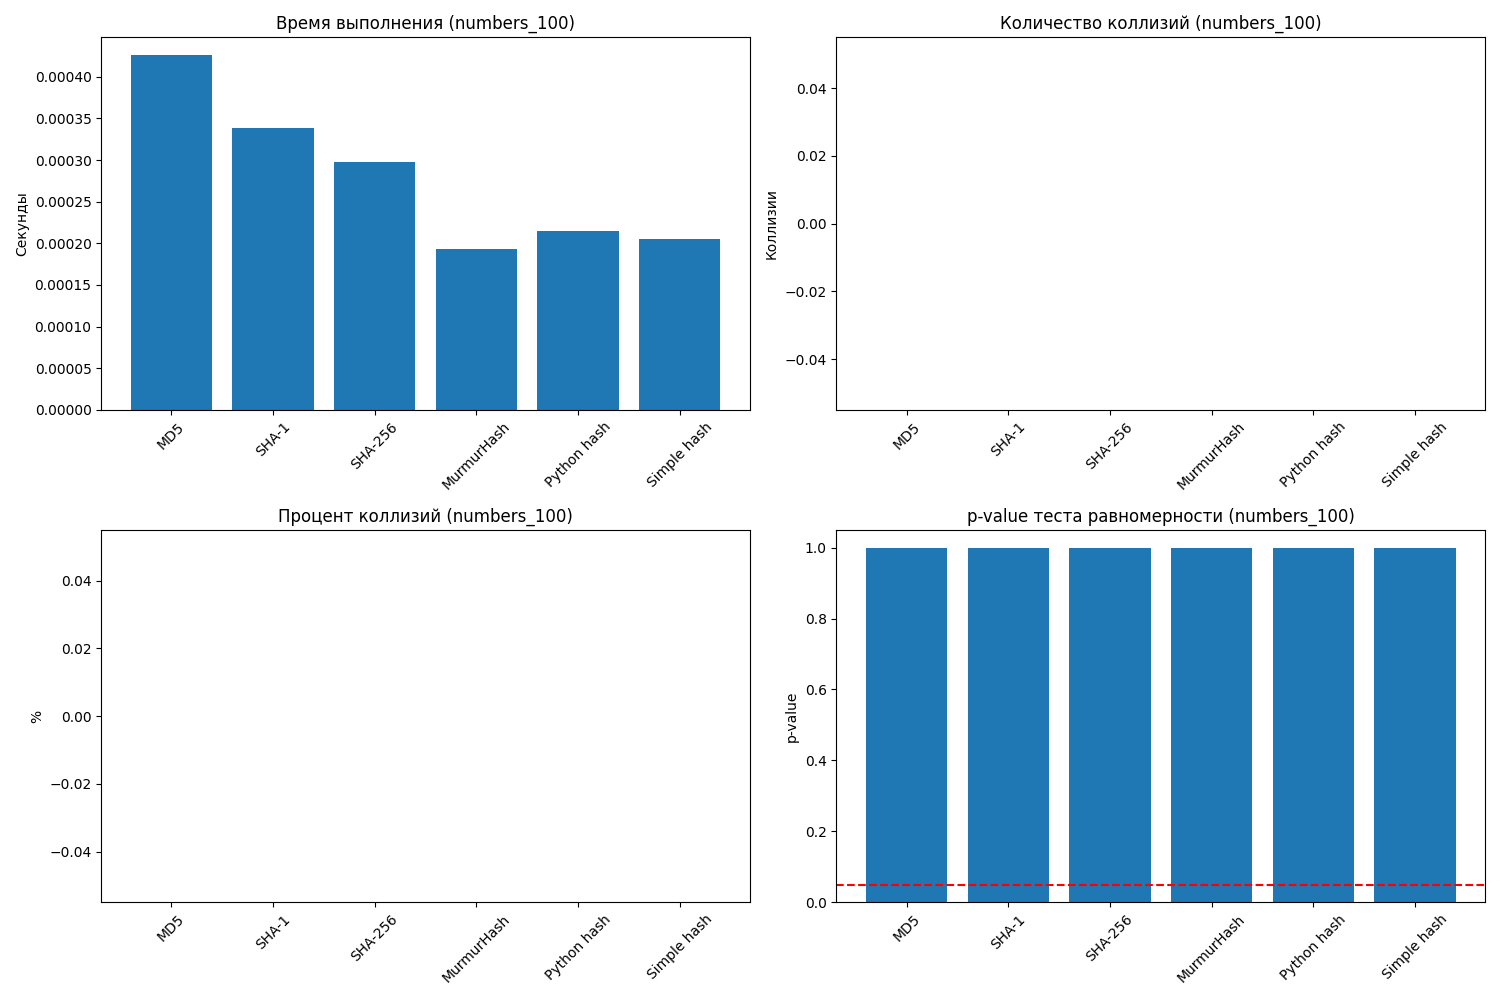 Время выполнения (numbers_100)
Секунды
0.00040
0.00035
0.00030
0.00025
0.00020
0.00015
0.00010
0.00005
0.00000
MD5
SHA-1
SHA-256
MurmurHash
Python hash
Simple hash
Количество коллизий (numbers_100)
Коллизии
0.04
0.02
0.00
−0.02
−0.04
MD5
SHA-1
SHA-256
MurmurHash
Python hash
Simple hash
Процент коллизий (numbers_100)
%
0.04
0.02
0.00
−0.02
−0.04
MD5
SHA-1
SHA-256
MurmurHash
Python hash
Simple hash
p-value теста равномерности (numbers_100)
p-value
1.0
0.8
0.6
0.4
0.2
0.0
MD5
SHA-1
SHA-256
MurmurHash
Python hash
Simple hash